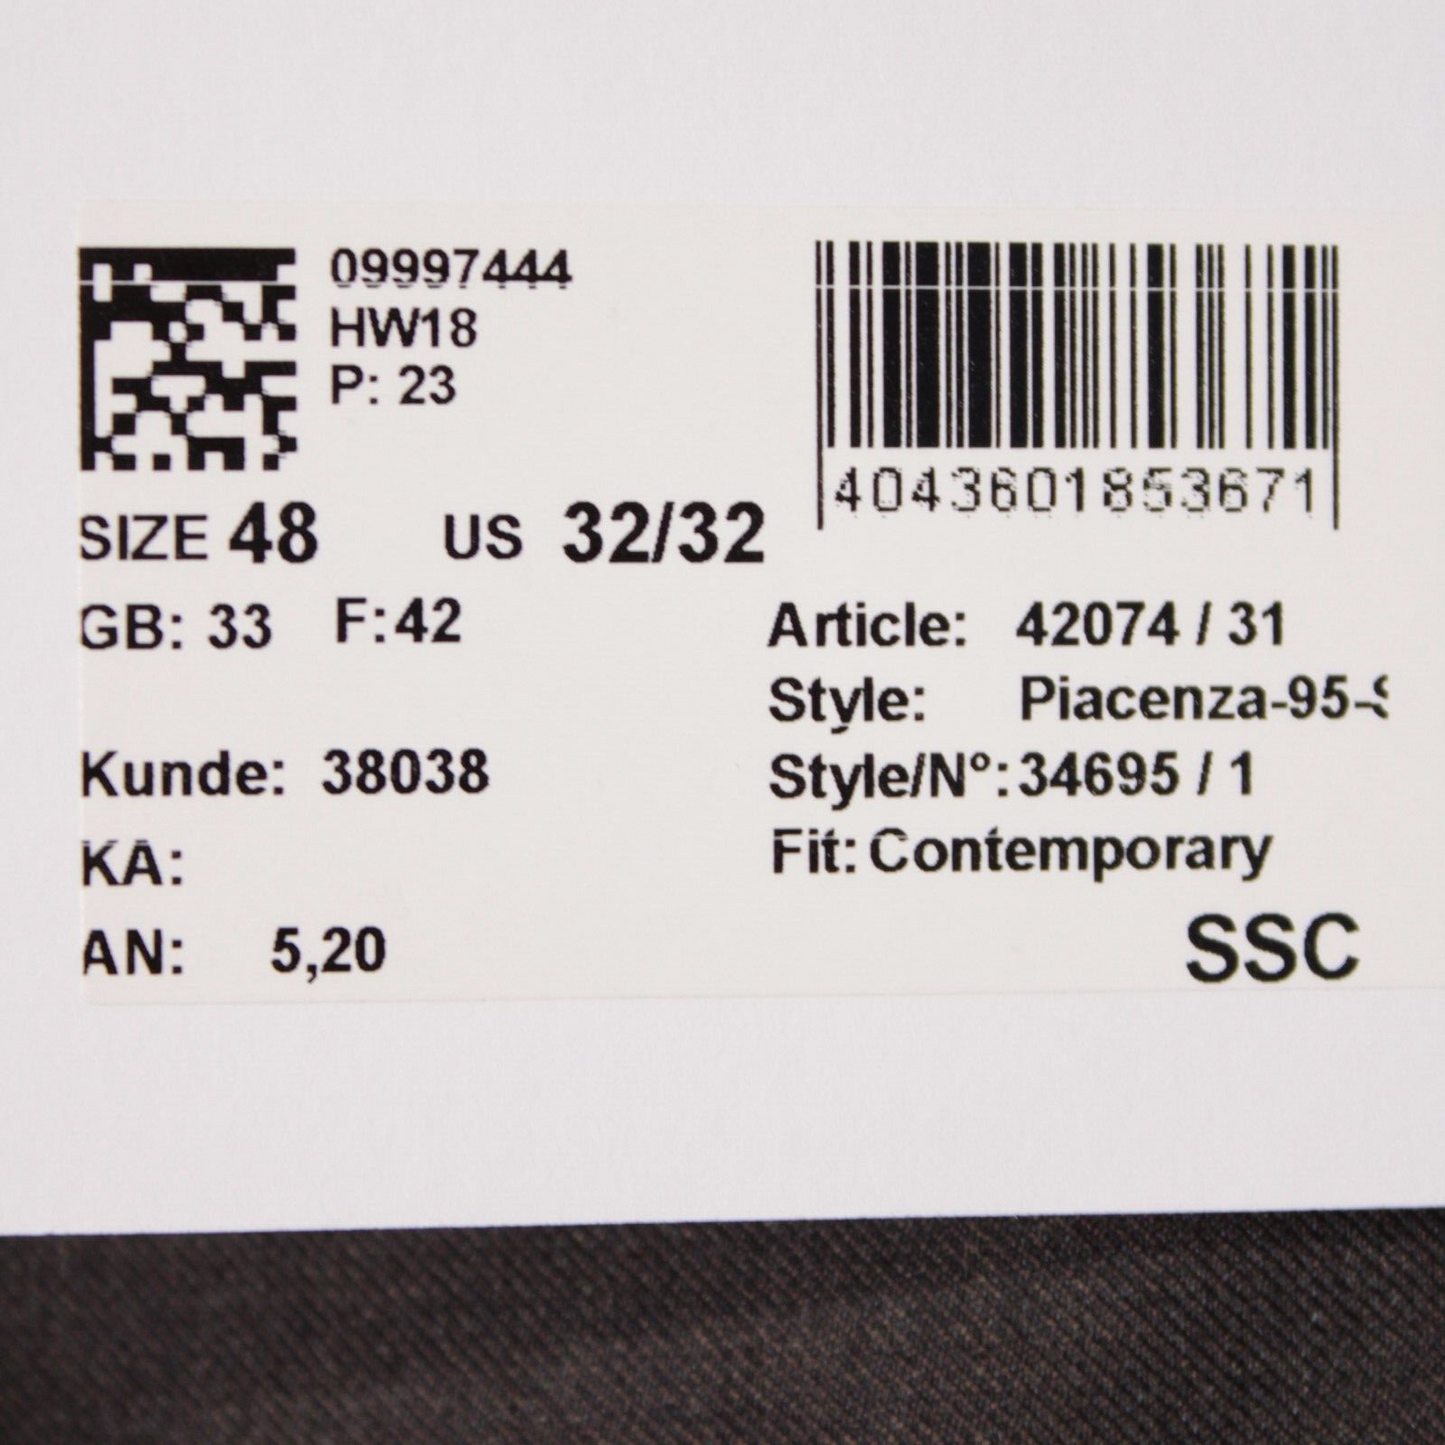 09997444
HW18
P: 23
4043601853671
SIZE 48 US 32/32
GB: 33 F:42
Article: 42074 / 31
Style: Piacenza-95-
Kunde: 38038
Style/N°: 34695 / 1
KA:
Fit: Contemporary
AN: 5,20
SSC